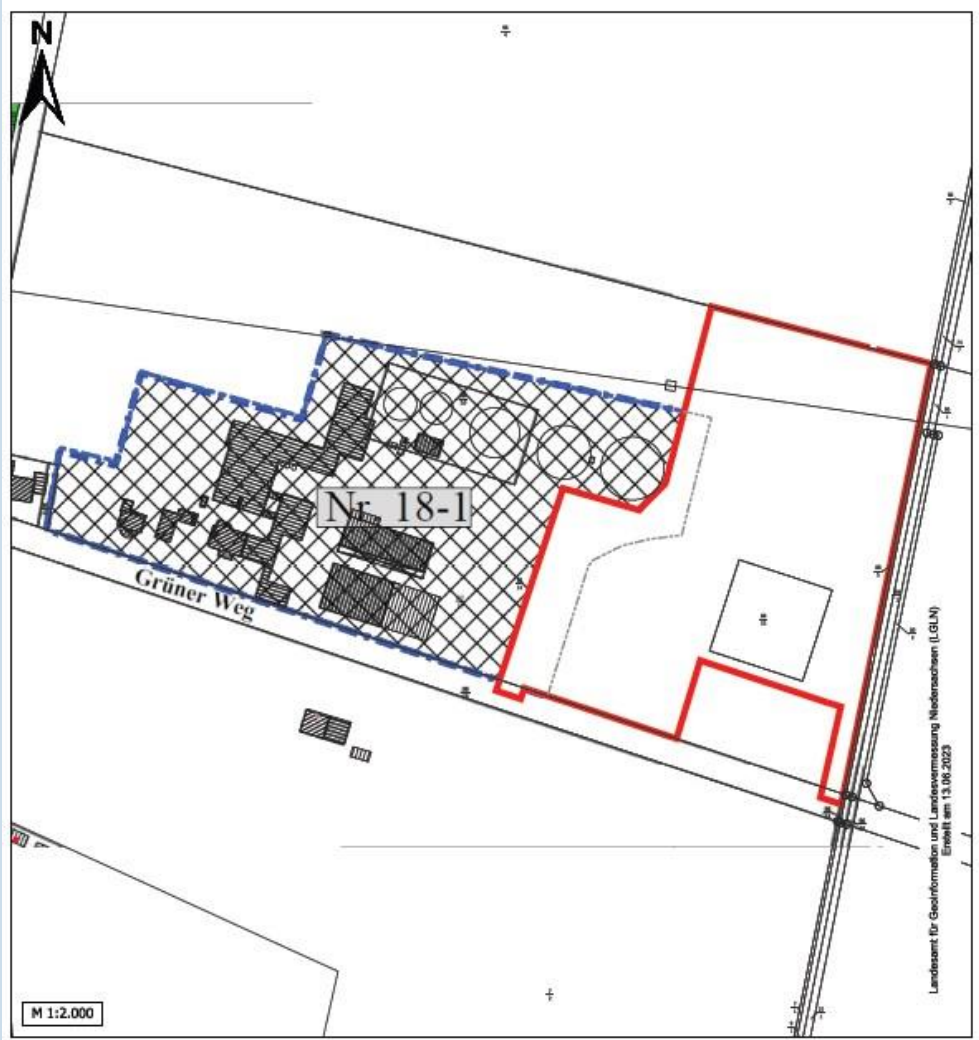 N
Nr. 18-1
Grüner Weg
Landesamt für Geoinformation und Landesvermessung Niedersachsen (LGLN)
Erstellt am 13.06.2023
M 1:2.000